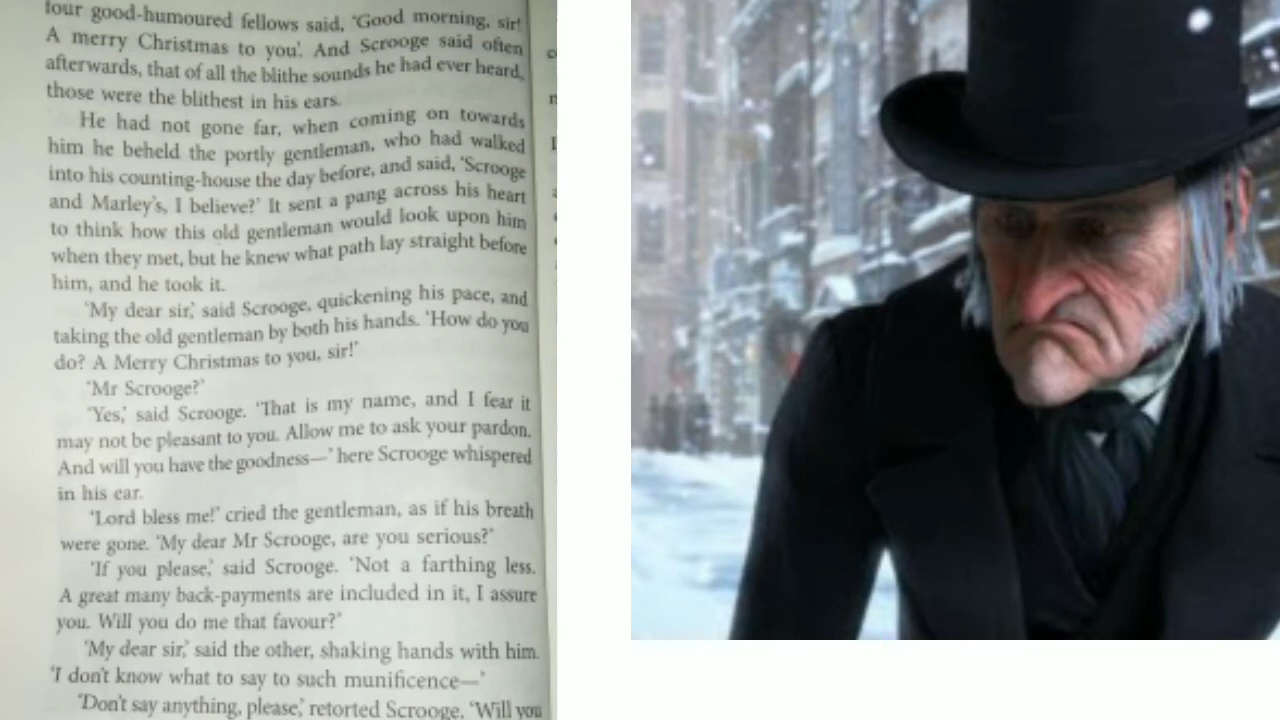 four good-humoured fellows said, 'Good morning, sir!
A merry Christmas to you'. And Scrooge said often
afterwards, that of all the blithe sounds he had ever heard,
those were the blithest in his ears.
He had not gone far, when coming on towards
him he beheld the portly gentleman, who had walked
into his counting-house the day before, and said, 'Scrooge
and Marley's, I believe?' It sent a pang across his heart
to think how this old gentleman would look upon him
when they met, but he knew what path lay straight before
him, and he took it.
'My dear sir,' said Scrooge, quickening his pace, and
taking the old gentleman by both his hands. 'How do you
do? A Merry Christmas to you, sir!'
'Mr Scrooge?'
'Yes,' said Scrooge. 'That is my name, and I fear it
may not be pleasant to you. Allow me to ask your pardon.
And will you have the goodness—' here Scrooge whispered
in his ear.
'Lord bless me!' cried the gentleman, as if his breath
were gone. 'My dear Mr Scrooge, are you serious?'
'If you please,' said Scrooge. 'Not a farthing less.
A great many back-payments are included in it, I assure
you. Will you do me that favour?'
'My dear sir,' said the other, shaking hands with him.
'I don't know what to say to such munificence—'
'Don't say anything, please,' retorted Scrooge. 'Will you